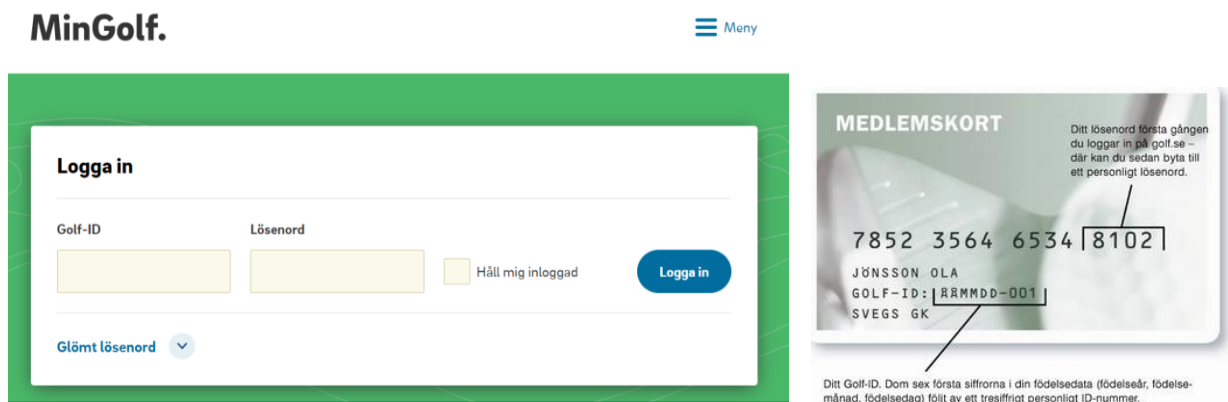 MinGolf.
Meny
Logga in
Golf-ID
Lösenord
Håll mig inloggad
Logga in
Glömt lösenord
MEDLEMSKORT
Ditt lösenord första gången
du loggar in på golf.se –
där kan du sedan byta till
ett personligt lösenord.
7852 3564 6534 8102
JÖNSSON OLA
GOLF-ID: ÅÅMMDD-001
SVEGS GK
Ditt Golf-ID. Dom sex första siffrorna i din födelsedata (födelseår, födelse-
månad, födelsedag) följt av ett tresiffrigt personligt ID-nummer.